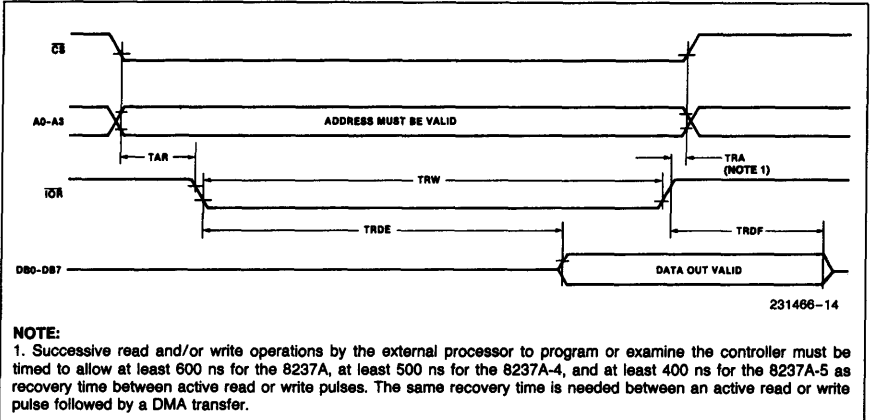 CS
A0-A3
ADDRESS MUST BE VALID
TAR
TRA
(NOTE 1)
IOR
TRW
TRDE
TRDF
DB0-DB7
DATA OUT VALID
231466-14
NOTE:
1. Successive read and/or write operations by the external processor to program or examine the controller must be
timed to allow at least 600 ns for the 8237A, at least 500 ns for the 8237A-4, and at least 400 ns for the 8237A-5 as
recovery time between active read or write pulses. The same recovery time is needed between an active read or write
pulse followed by a DMA transfer.